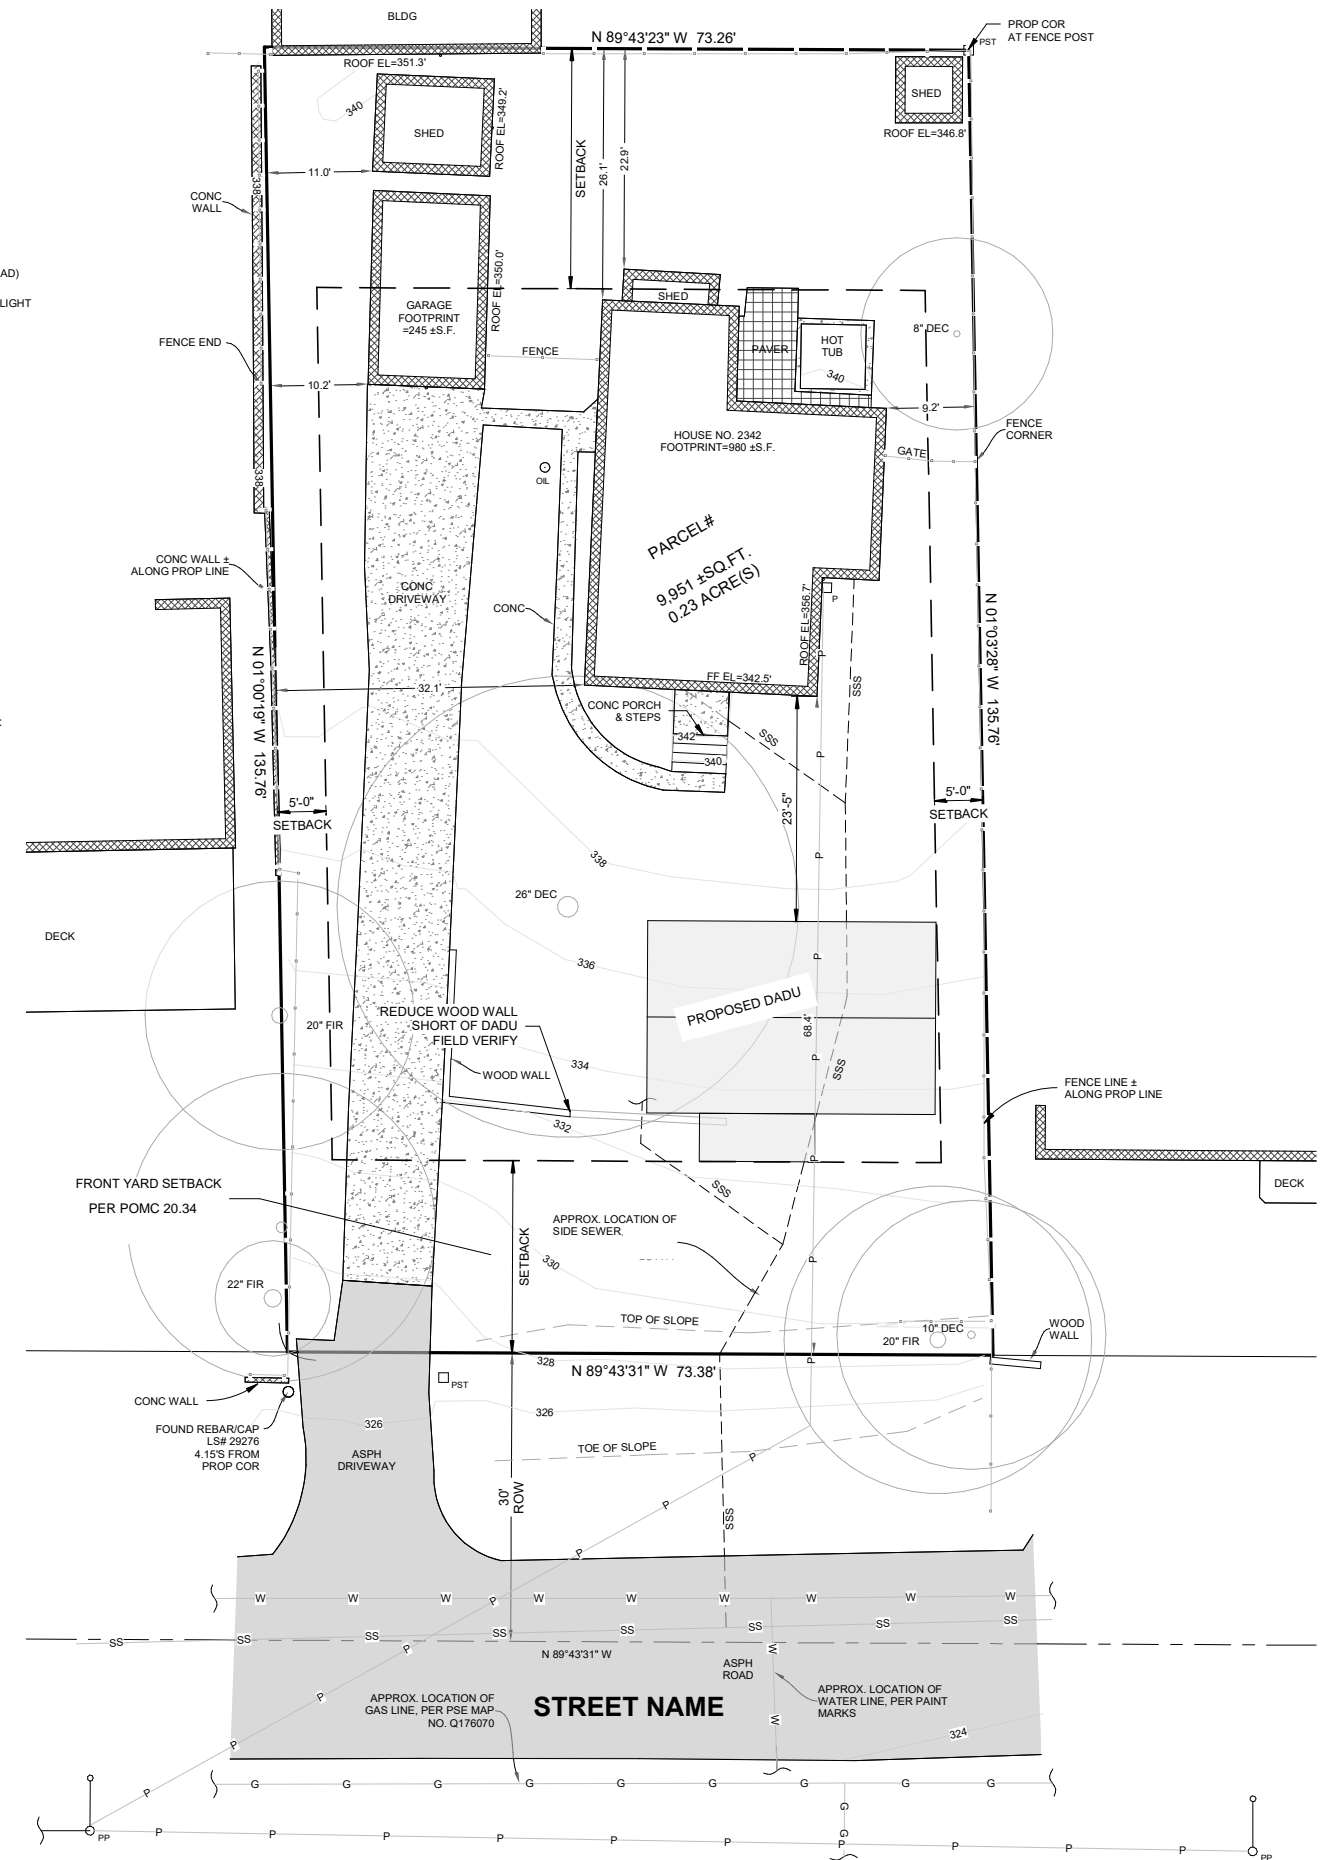 BLDG
N 89°43'23" W 73.26'
PROP COR
AT FENCE POST
PST
ROOF EL=351.3'
340
SHED
ROOF EL=349.2'
SETBACK
26.1'
22.9'
SHED
ROOF EL=346.8'
11.0'
338
CONC
WALL
AD)
LIGHT
GARAGE
FOOTPRINT
=245 ±S.F.
ROOF EL=350.0'
SHED
FENCE
PAVER
HOT
TUB
340
8" DEC
FENCE END
10.2'
9.2'
HOUSE NO. 2342
FOOTPRINT=980 ±S.F.
FENCE
CORNER
GATE
338
OIL
PARCEL#
9,951 ±SQ.FT.
0.23 ACRE(S)
CONC WALL ±
ALONG PROP LINE
CONC
DRIVEWAY
CONC
P
ROOF EL=356.7'
N 01°00'19" W 135.76'
N 01°03'28" W 135.76'
P
SSS
FF EL=342.5'
32.1'
CONC PORCH
& STEPS
342
340
SSS
P
5'-0"
SETBACK
23'-5"
5'-0"
SETBACK
338
P
26" DEC
DECK
336
P
PROPOSED DADU
68.4'
20" FIR
REDUCE WOOD WALL
SHORT OF DADU
FIELD VERIFY
P
334
SSS
WOOD WALL
FENCE LINE ±
ALONG PROP LINE
332
P
FRONT YARD SETBACK
PER POMC 20.34
SSS
DECK
APPROX. LOCATION OF
SIDE SEWER
SETBACK
330
P
22" FIR
TOP OF SLOPE
10" DEC
20" FIR
WOOD
WALL
328
N 89°43'31" W 73.38'
P
PST
CONC WALL
326
326
FOUND REBAR/CAP
LS# 29276
4.15'S FROM
PROP COR
ASPH
DRIVEWAY
TOE OF SLOPE
P
30'
ROW
P
SSS
P
W W W P W W W W W W
SS SS SS SS SS SS SS SS
P
W
N 89°43'31" W
ASPH
ROAD
APPROX. LOCATION OF
GAS LINE, PER PSE MAP
NO. Q176070
P
STREET NAME
APPROX. LOCATION OF
WATER LINE, PER PAINT
MARKS
W
324
P
G G G G G G G G G
P
G
G
PP
P P P P P P P P P P
PP